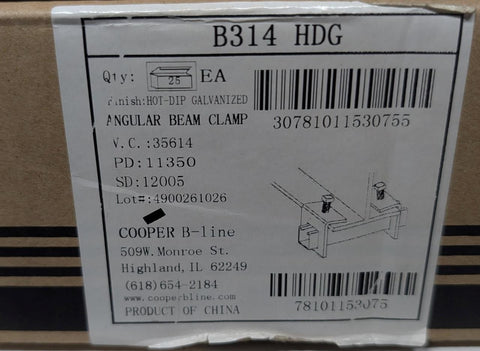 B314 HDG
Qty: 25 EA
Finish:HOT-DIP GALVANIZED
ANGULAR BEAM CLAMP
30781011530755
V.C.:35614
PD:11350
SD:12005
Lot#:4900261026
COOPER B-line
509W.Monroe St.
Highland,IL 62249
(618)654-2184
www.cooperbline.com
PRODUCT OF CHINA
78101153075